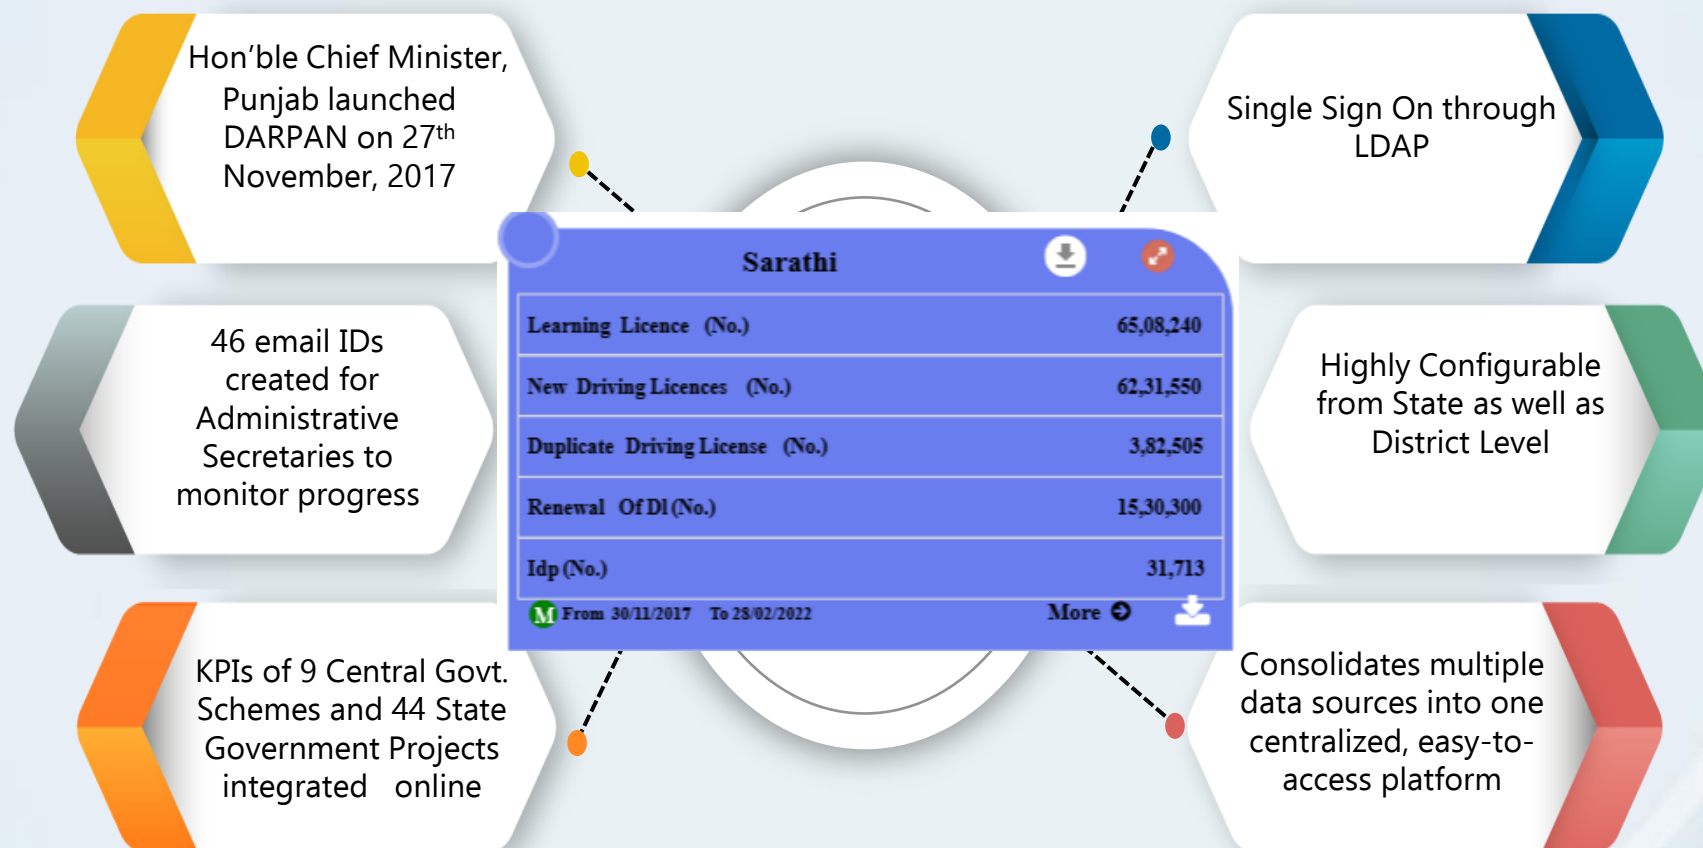 Hon’ble Chief Minister,
Punjab launched
DARPAN on 27th
November, 2017
46 email IDs
created for
Administrative
Secretaries to
monitor progress
KPIs of 9 Central Govt.
Schemes and 44 State
Government Projects
integrated online
Sarathi
Learning Licence (No.) 65,08,240
New Driving Licences (No.) 62,31,550
Duplicate Driving License (No.) 3,82,505
Renewal Of Dl (No.) 15,30,300
Idp (No.) 31,713
M From 30/11/2017 To 28/02/2022 More
Single Sign On through
LDAP
Highly Configurable
from State as well as
District Level
Consolidates multiple
data sources into one
centralized, easy-to-
access platform